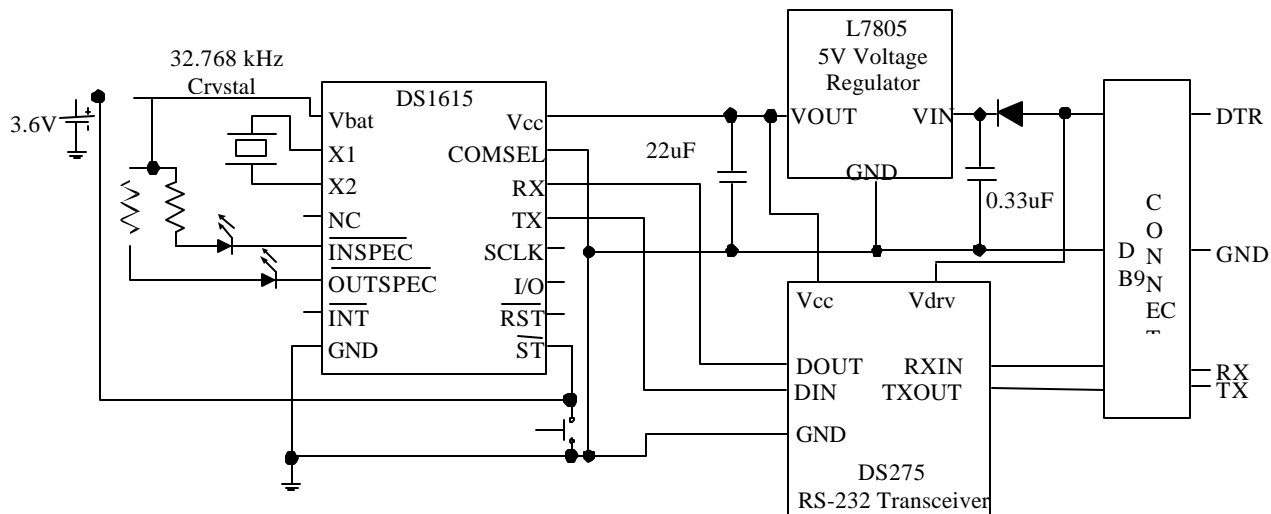 32.768 kHz
Crystal
3.6V
DS1615
Vbat
X1
X2
NC
INSPEC
OUTSPEC
INT
GND
Vcc
COMSEL
RX
TX
SCLK
I/O
RST
ST
22uF
L7805
5V Voltage
Regulator
VOUT
VIN
GND
0.33uF
Vcc
Vdrv
DOUT
DIN
GND
RXIN
TXOUT
DS275
RS-232 Transceiver
D
B9
C
O
N
N
EC
T
DTR
GND
RX
TX